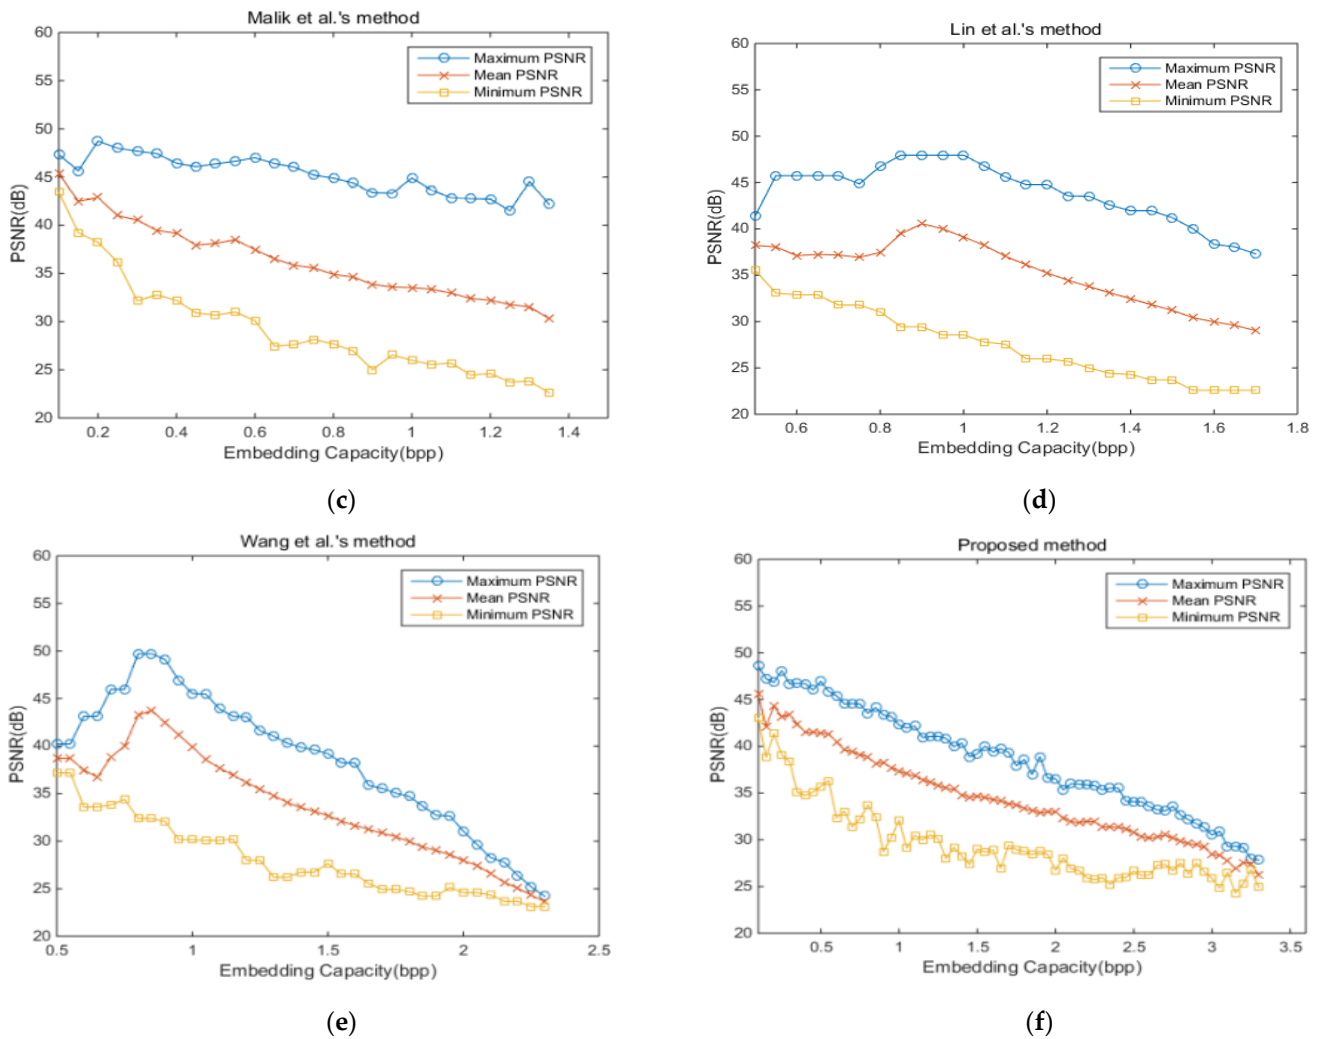 Malik et al.'s method
60
55
50
45
40
35
30
25
20
PSNR(dB)
Maximum PSNR
Mean PSNR
Minimum PSNR
0.2 0.4 0.6 0.8 1 1.2 1.4
Embedding Capacity(bpp)
(c)
Lin et al.'s method
60
55
50
45
40
35
30
25
20
PSNR(dB)
Maximum PSNR
Mean PSNR
Minimum PSNR
0.6 0.8 1 1.2 1.4 1.6 1.8
Embedding Capacity(bpp)
(d)
Wang et al.'s method
60
55
50
45
40
35
30
25
20
PSNR(dB)
Maximum PSNR
Mean PSNR
Minimum PSNR
0.5 1 1.5 2 2.5
Embedding Capacity(bpp)
(e)
Proposed method
60
55
50
45
40
35
30
25
20
PSNR(dB)
Maximum PSNR
Mean PSNR
Minimum PSNR
0.5 1 1.5 2 2.5 3 3.5
Embedding Capacity(bpp)
(f)